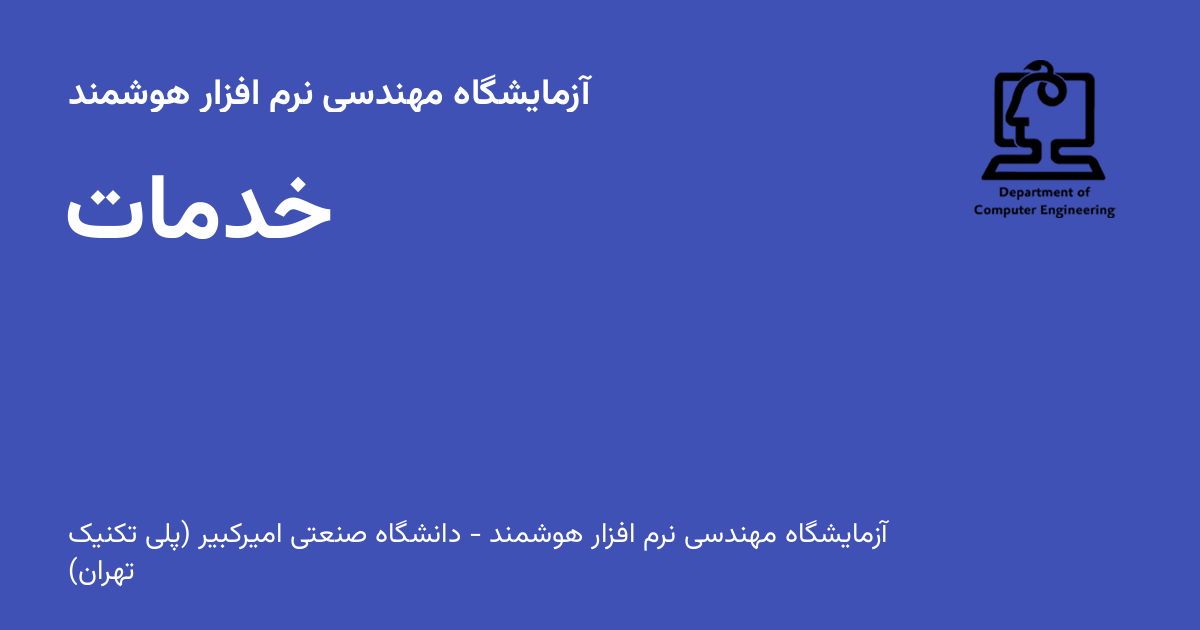 آزمایشگاه مهندسی نرم افزار هوشمند
خدمات
Department of
Computer Engineering
آزمایشگاه مهندسی نرم افزار هوشمند - دانشگاه صنعتی امیرکبیر (پلی تکنیک
تهران)